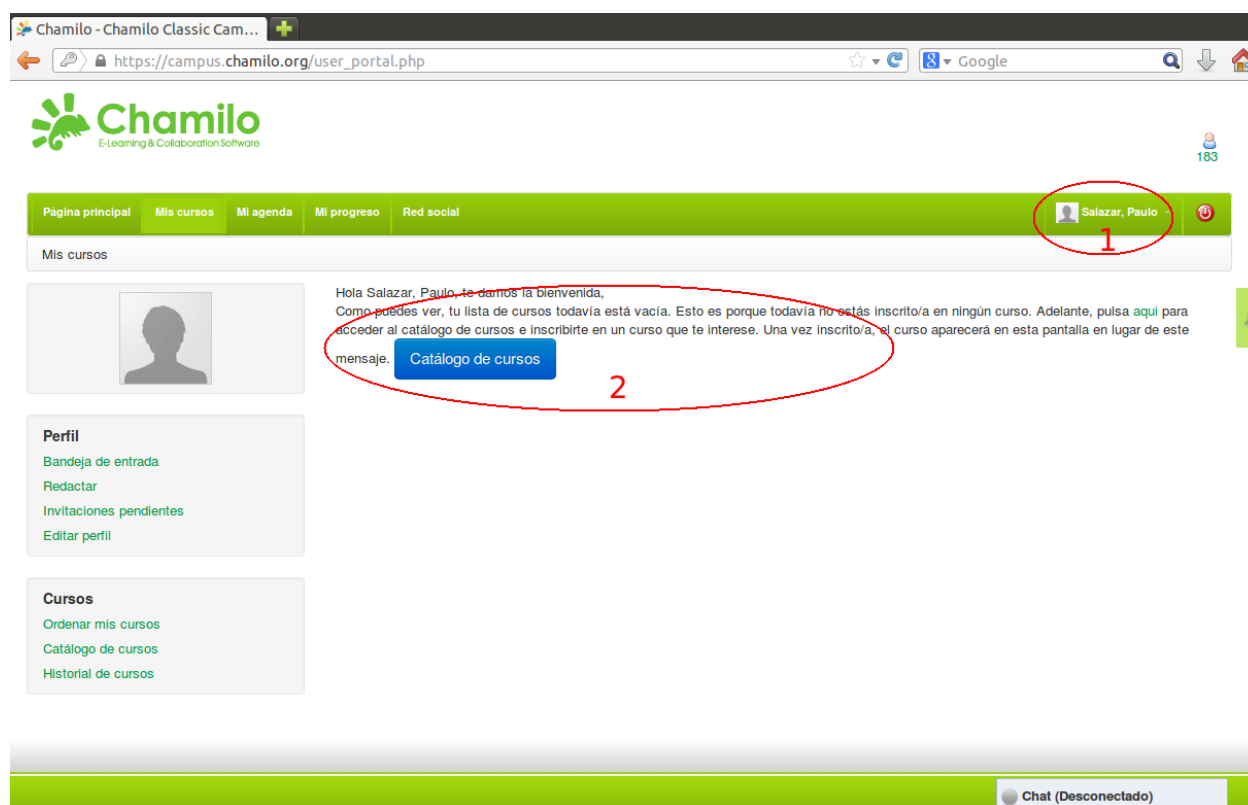 Chamilo - Chamilo Classic Cam...
https://campus.chamilo.org/user_portal.php
Google
Chamilo
E-Learning & Collaboration Software
183
Página principal Mis cursos Mi agenda Mi progreso Red social Salazar, Paulo
1
Mis cursos
Hola Salazar, Paulo, te damos la bienvenida,
Como puedes ver, tu lista de cursos todavía está vacía. Esto es porque todavía no estás inscrito/a en ningún curso. Adelante, pulsa aqui para
acceder al catálogo de cursos e inscribirte en un curso que te interese. Una vez inscrito/a, el curso aparecerá en esta pantalla en lugar de este
mensaje. Catálogo de cursos
2
Perfil
Bandeja de entrada
Redactar
Invitaciones pendientes
Editar perfil
Cursos
Ordenar mis cursos
Catálogo de cursos
Historial de cursos
Chat (Desconectado)